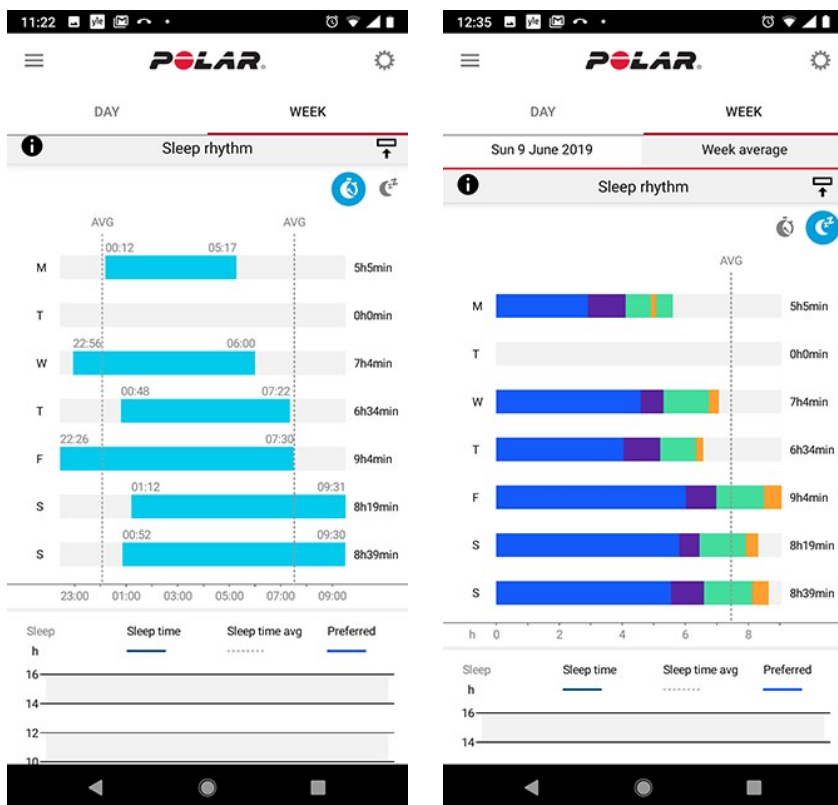 11:22 yle
POLAR
DAY WEEK
Sleep rhythm
AVG AVG
00:12 05:17
M 5h5min
T 0h0min
22:56 06:00
W 7h4min
00:48 07:22
T 6h34min
22:26 07:30
F 9h4min
01:12 09:31
S 8h19min
00:52 09:30
S 8h39min
23:00 01:00 03:00 05:00 07:00 09:00
Sleep Sleep time Sleep time avg Preferred
h
16
14
12
10
12:35 yle
POLAR
DAY WEEK
Sun 9 June 2019 Week average
Sleep rhythm
AVG
M 5h5min
T 0h0min
W 7h4min
T 6h34min
F 9h4min
S 8h19min
S 8h39min
h 0 2 4 6 8
Sleep Sleep time Sleep time avg Preferred
h
16
14